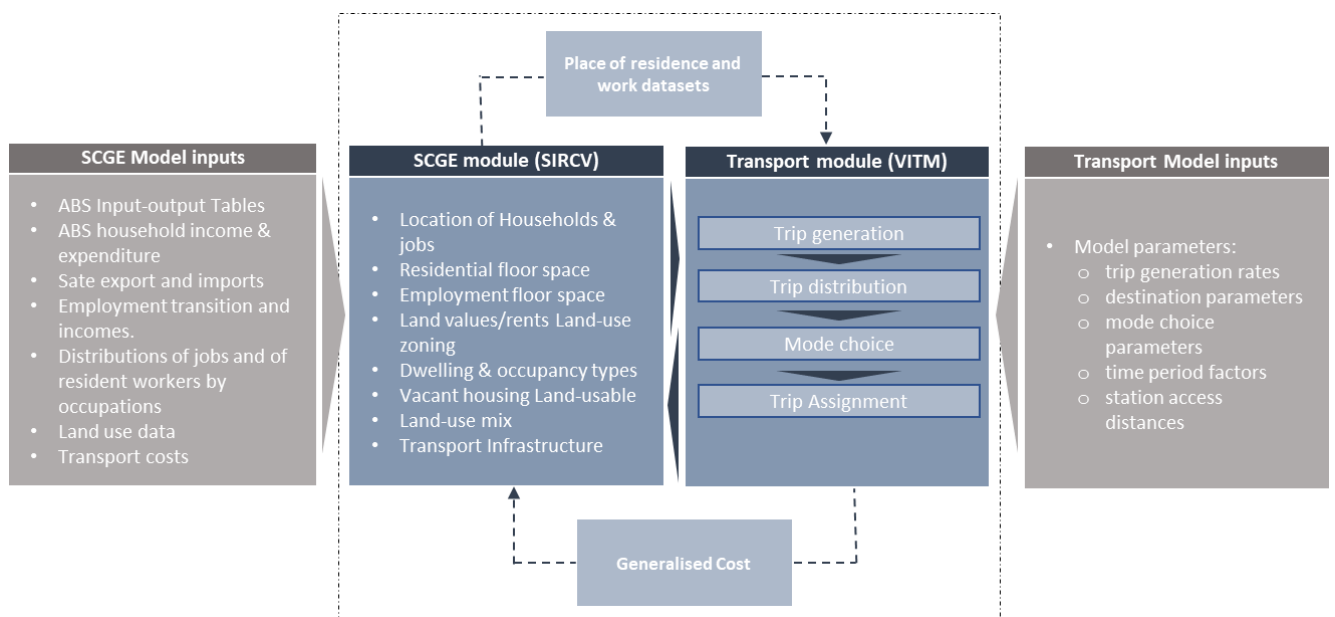 Place of residence and
work datasets
SCGE Model inputs
• ABS Input-output Tables
• ABS household income &
expenditure
• Sate export and imports
• Employment transition and
incomes.
• Distributions of jobs and of
resident workers by
occupations
• Land use data
• Transport costs
SCGE module (SIRCV)
• Location of Households &
jobs
• Residential floor space
• Employment floor space
• Land values/rents Land-use
zoning
• Dwelling & occupancy types
• Vacant housing Land-usable
• Land-use mix
• Transport Infrastructure
Transport module (VITM)
Trip generation
Trip distribution
Mode choice
Trip Assignment
Transport Model inputs
• Model parameters:
o trip generation rates
o destination parameters
o mode choice
parameters
o time period factors
o station access
distances
Generalised Cost